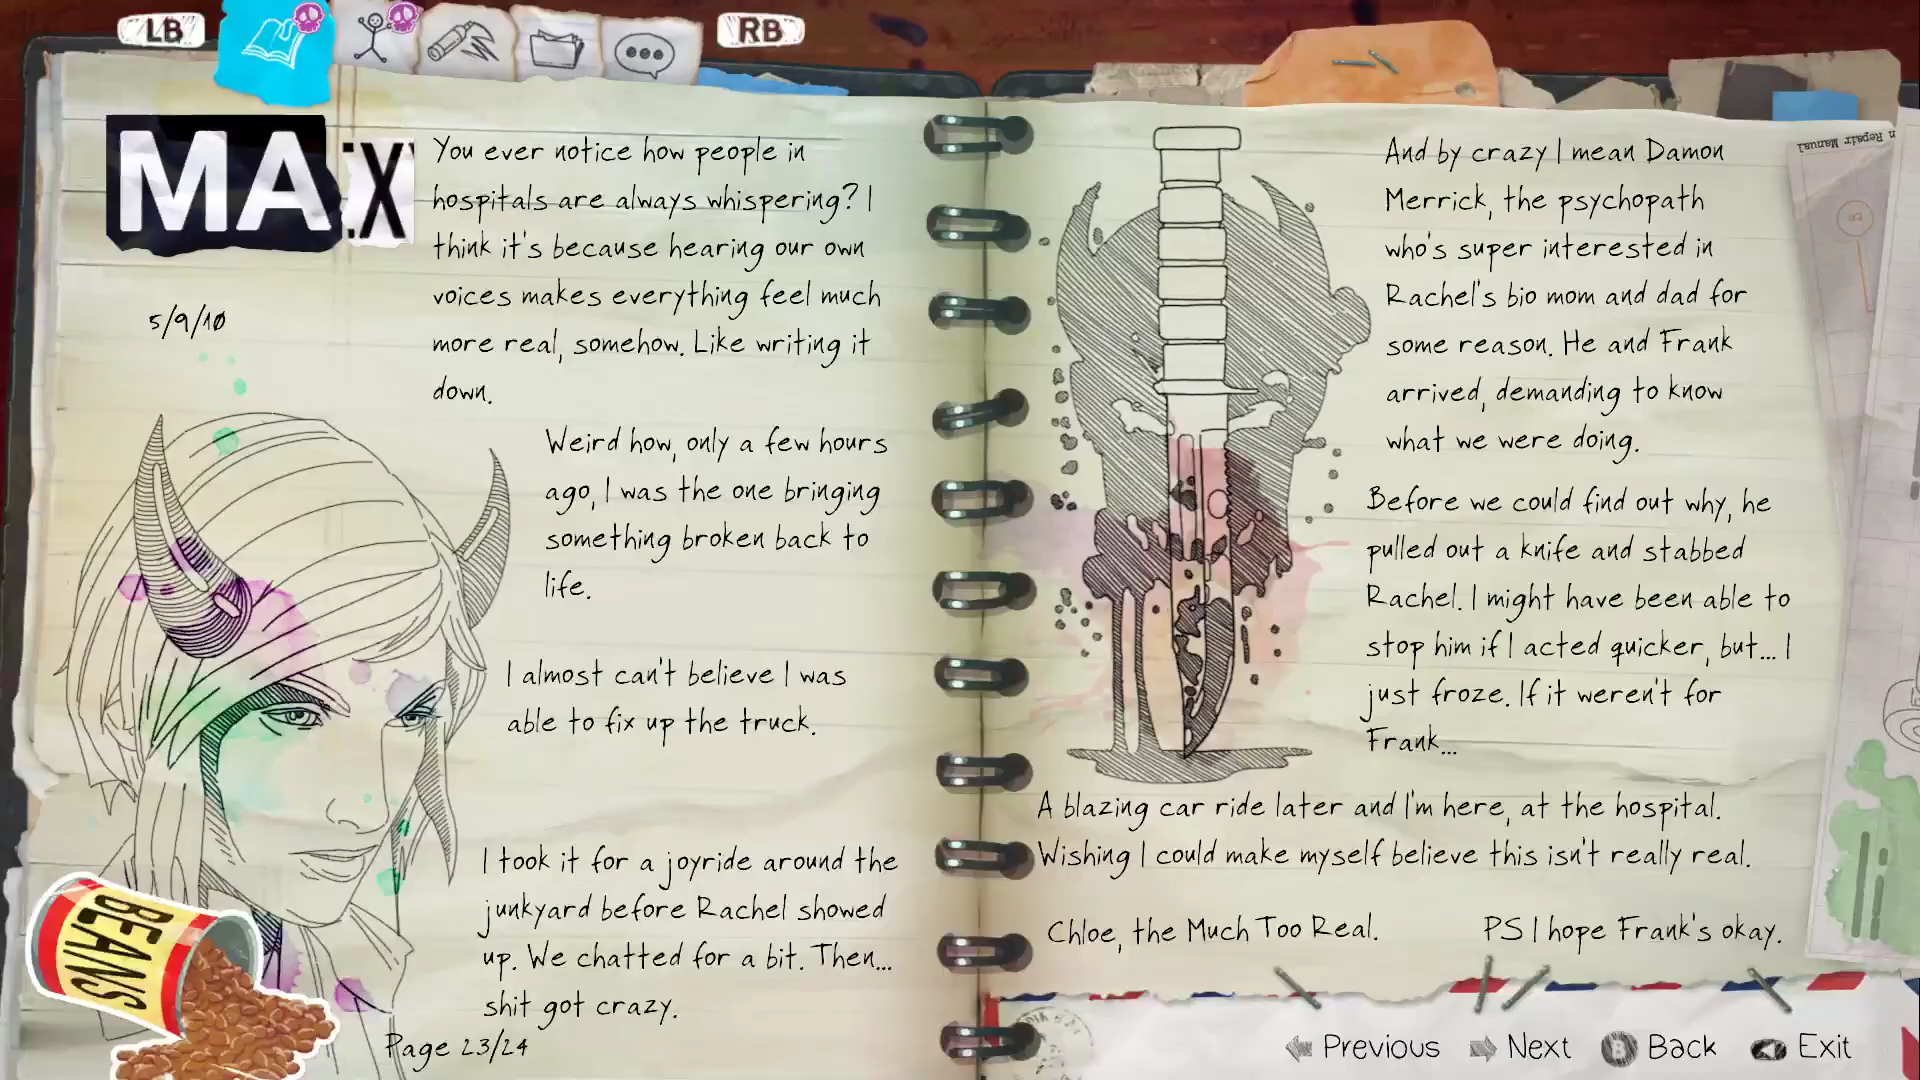 LB
RB
MAX
5/9/10
You ever notice how people in
hospitals are always whispering? I
think it's because hearing our own
voices makes everything feel much
more real, somehow. Like writing it
down.
Weird how, only a few hours
ago, I was the one bringing
something broken back to
life.
I almost can't believe I was
able to fix up the truck.
I took it for a joyride around the
junkyard before Rachel showed
up. We chatted for a bit. Then...
shit got crazy.
BEANS
Page 23/24
And by crazy I mean Damon
Merrick, the psychopath
who's super interested in
Rachel's bio mom and dad for
some reason. He and Frank
arrived, demanding to know
what we were doing.
Before we could find out why, he
pulled out a knife and stabbed
Rachel. I might have been able to
stop him if I acted quicker, but... I
just froze. If it weren't for
Frank...
A blazing car ride later and I'm here, at the hospital.
Wishing I could make myself believe this isn't really real.
Chloe, the Much Too Real.
PS I hope Frank's okay.
n Repair Manual
Previous
Next
B Back
Exit